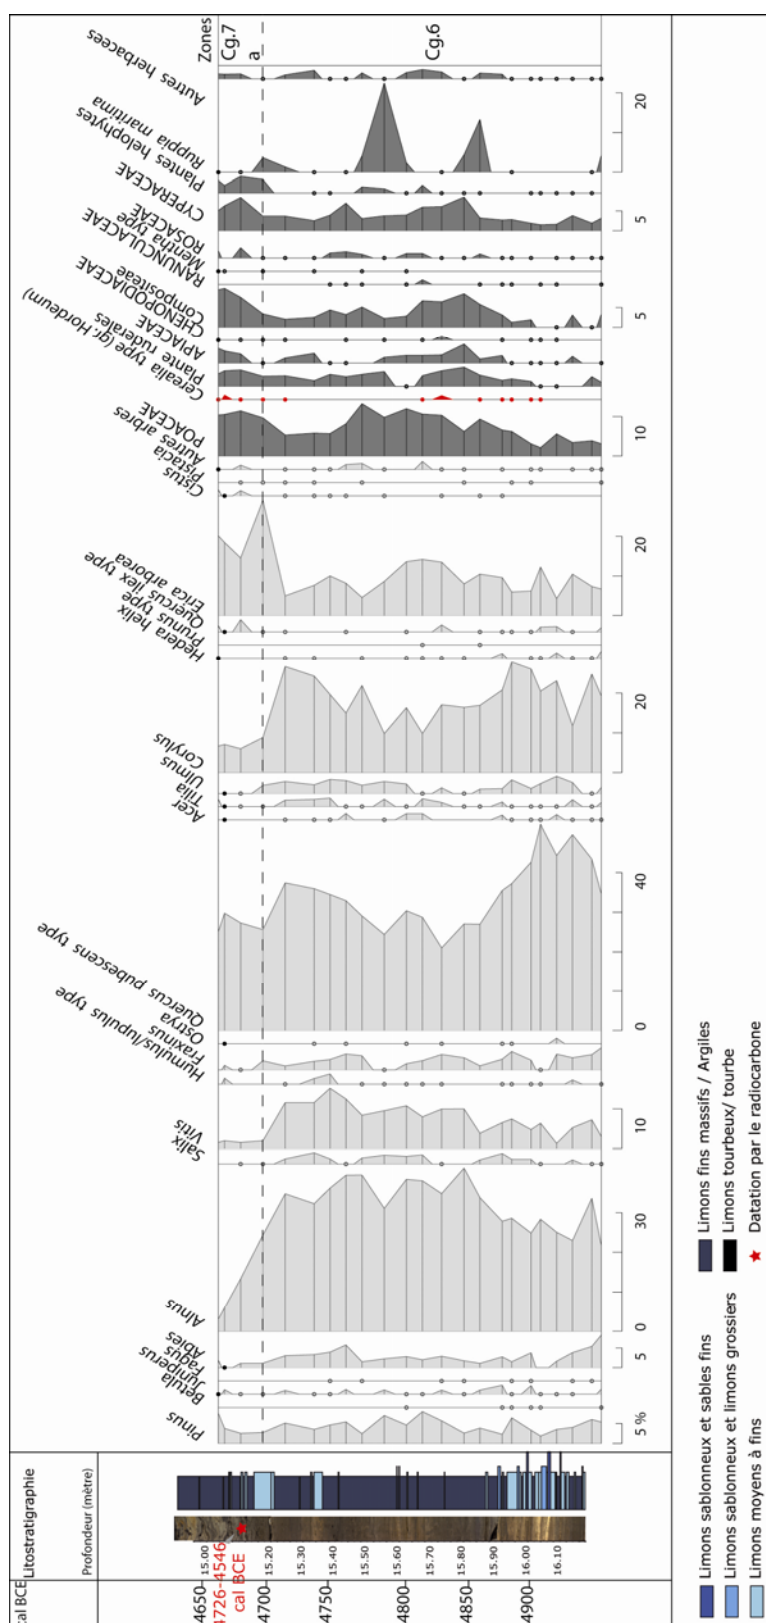 cal BCE
Litostratigraphie
Profondeur (mètre)
4650
4726-4546
cal BCE
4700
4750
4800
4850
4900
15.00
15.20
15.30
15.40
15.50
15.60
15.70
15.80
15.90
16.00
16.10
Pinus
Betula
Juniperus
Fagus
Abies
Alnus
Salix
Vitis
Humulus/lupulus type
Fraxinus
Ostrya
Quercus pubescens type
Acer
Tilia
Ulmus
Corylus
Hedera helix
Prunus type
Quercus ilex type
Erica arborea
Cistus
Pistacia
Autres arbres
POACEAE
Cerealia type (gr.Hordeum)
Plante ruderales
APIACEAE
CHENOPODIACEAE
Compositeae
RANUNCULACEAE
Mentha type
ROSACEAE
CYPERACEAE
Plantes helophytes
Ruppia maritima
Autres herbacées
Zones
Cg.7
a
Cg.6
5 %
5
0
30
10
0
40
20
20
10
5
5
20
Limons sablonneux et sables fins
Limons sablonneux et limons grossiers
Limons moyens à fins
Limons fins massifs / Argiles
Limons tourbeux/ tourbe
Datation par le radiocarbone